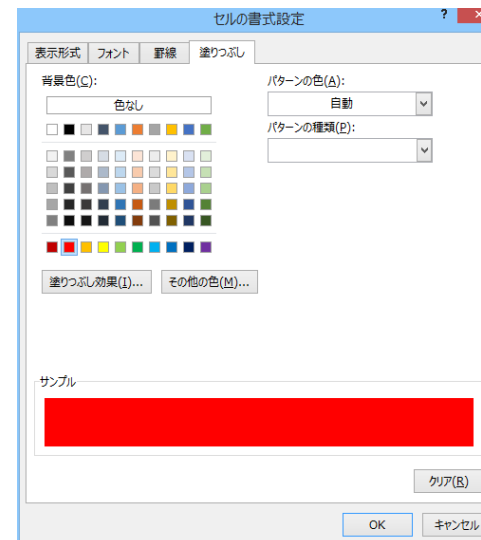 セルの書式設定 ?
表示形式 フォント 罫線 塗りつぶし
背景色(C):
色なし
パターンの色(A):
自動
パターンの種類(P):
塗りつぶし効果(I)... その他の色(M)...
サンプル
クリア(R)
OK キャンセル